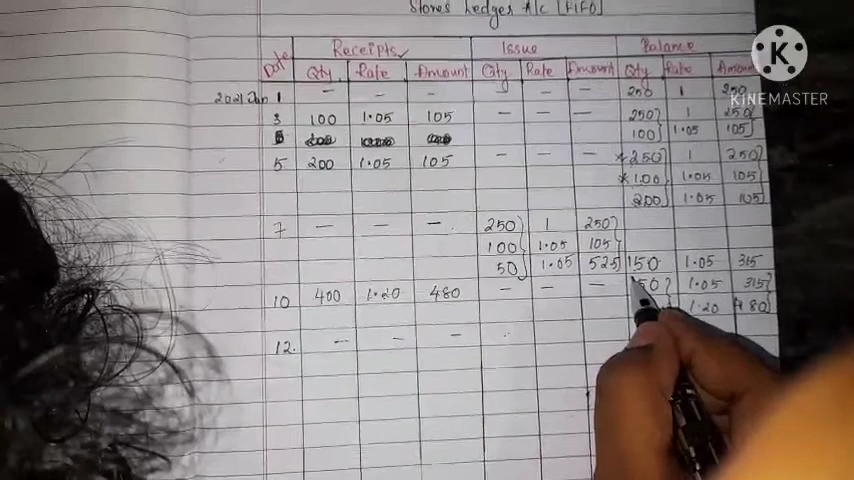 Stores Ledger A/c [FIFO]
Date Receipts Issue Balance
Qty Rate Amount Qty Rate Amount Qty Rate Amount
2021 Jan 1 - - - - - - 250 1 250
3 100 1.05 105 - - - 250 1 250
100 1.05 105
5 200 1.05 105 - - - *250 1 250
*100 1.05 105
200 1.05 105
7 - - - 250 1 250
100 1.05 105
50 1.05 525 150 1.05 315
10 400 1.20 480 - - - 50 1.05 315
1.20 480
12. - - -
K
KINEMASTER